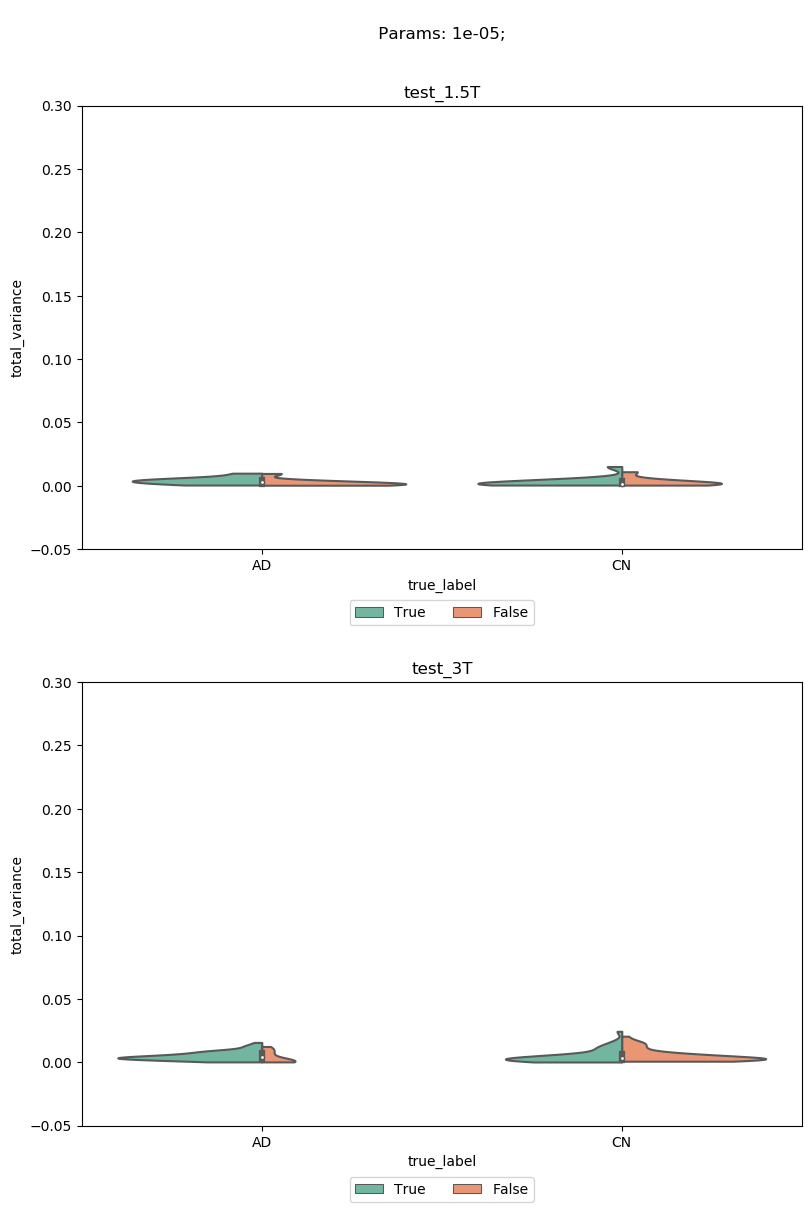 Params: 1e-05;
test_1.5T
0.30
0.25
0.20
0.15
0.10
0.05
0.00
−0.05
total_variance
AD CN
true_label
True False
test_3T
0.30
0.25
0.20
0.15
0.10
0.05
0.00
−0.05
total_variance
AD CN
true_label
True False